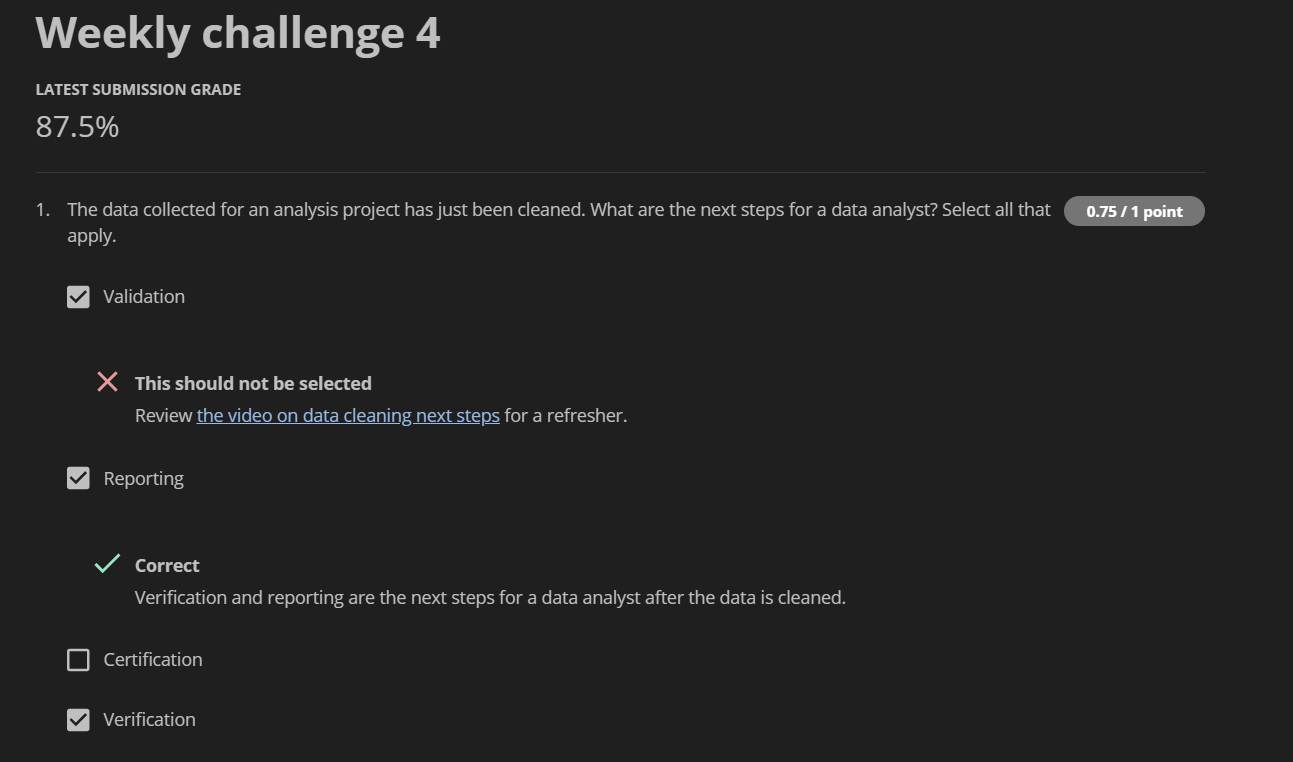 Weekly challenge 4
LATEST SUBMISSION GRADE
87.5%
1. The data collected for an analysis project has just been cleaned. What are the next steps for a data analyst? Select all that
apply.
0.75 / 1 point
Validation
This should not be selected
Review the video on data cleaning next steps for a refresher.
Reporting
Correct
Verification and reporting are the next steps for a data analyst after the data is cleaned.
Certification
Verification